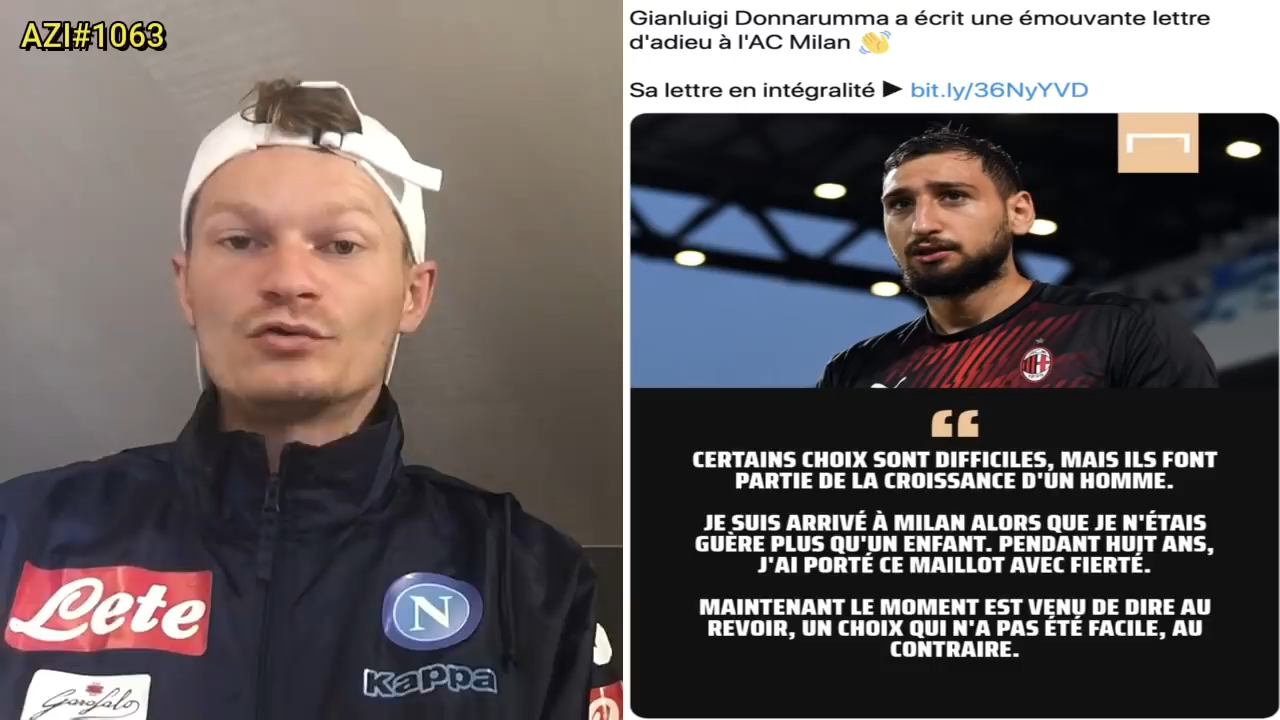 AZI#1063
Gianluigi Donnarumma a écrit une émouvante lettre
d'adieu à l'AC Milan 👏
Sa lettre en intégralité ▶ bit.ly/36NyYVD
CERTAINS CHOIX SONT DIFFICILES, MAIS ILS FONT
PARTIE DE LA CROISSANCE D'UN HOMME.
JE SUIS ARRIVÉ À MILAN ALORS QUE JE N'ÉTAIS
GUÈRE PLUS QU'UN ENFANT. PENDANT HUIT ANS,
J'AI PORTÉ CE MAILLOT AVEC FIERTÉ.
MAINTENANT LE MOMENT EST VENU DE DIRE AU
REVOIR, UN CHOIX QUI N'A PAS ÉTÉ FACILE, AU
CONTRAIRE.
Lete
N
Kappa
Garofalo